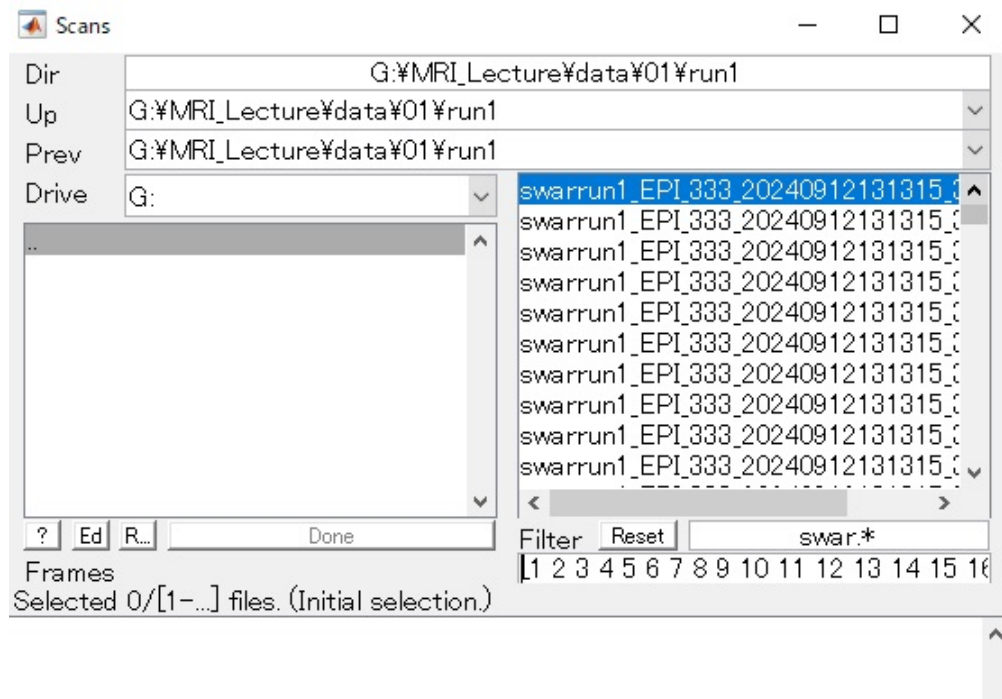 Scans
Dir G:¥MRI_Lecture¥data¥01¥run1
Up G:¥MRI_Lecture¥data¥01¥run1
Prev G:¥MRI_Lecture¥data¥01¥run1
Drive G:
..
swarrun1_EPI_333_20240912131315_
swarrun1_EPI_333_20240912131315_
swarrun1_EPI_333_20240912131315_
swarrun1_EPI_333_20240912131315_
swarrun1_EPI_333_20240912131315_
swarrun1_EPI_333_20240912131315_
swarrun1_EPI_333_20240912131315_
swarrun1_EPI_333_20240912131315_
swarrun1_EPI_333_20240912131315_
swarrun1_EPI_333_20240912131315_
? Ed R... Done
Filter Reset swar.*
Frames 1 2 3 4 5 6 7 8 9 10 11 12 13 14 15
Selected 0/[1-...] files. (Initial selection.)